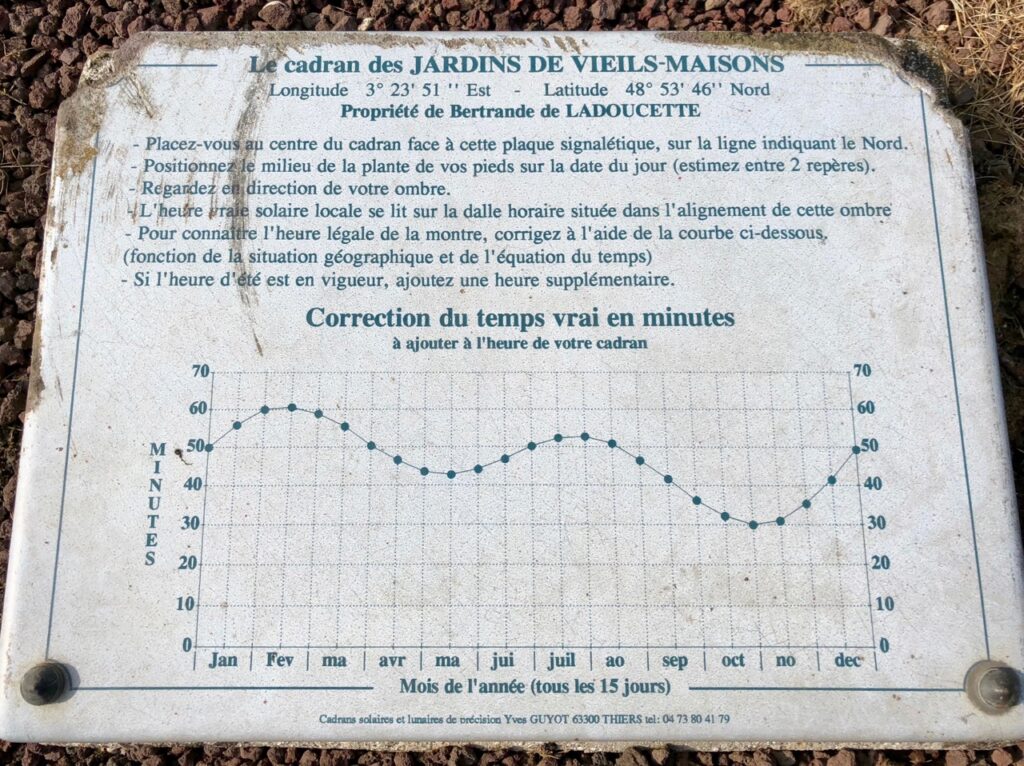 Le cadran des JARDINS DE VIEILS-MAISONS
Longitude 3° 23' 51 '' Est - Latitude 48° 53' 46'' Nord
Propriété de Bertrande de LADOUCETTE
- Placez-vous au centre du cadran face à cette plaque signalétique, sur la ligne indiquant le Nord.
- Positionnez le milieu de la plante de vos pieds sur la date du jour (estimez entre 2 repères).
- Regardez en direction de votre ombre.
- L'heure vraie solaire locale se lit sur la dalle horaire située dans l'alignement de cette ombre
- Pour connaître l'heure légale de la montre, corrigez à l'aide de la courbe ci-dessous,
(fonction de la situation géographique et de l'équation du temps)
- Si l'heure d'été est en vigueur, ajoutez une heure supplémentaire.
Correction du temps vrai en minutes
à ajouter à l'heure de votre cadran
70 70
60 60
50 50
40 40
30 30
20 20
10 10
0 0
MINUTES
Jan Fev ma avr ma jui juil ao sep oct no dec
Mois de l'année (tous les 15 jours)
Cadrans solaires et lunaires de précision Yves GUYOT 63300 THIERS tel: 04 73 80 41 79